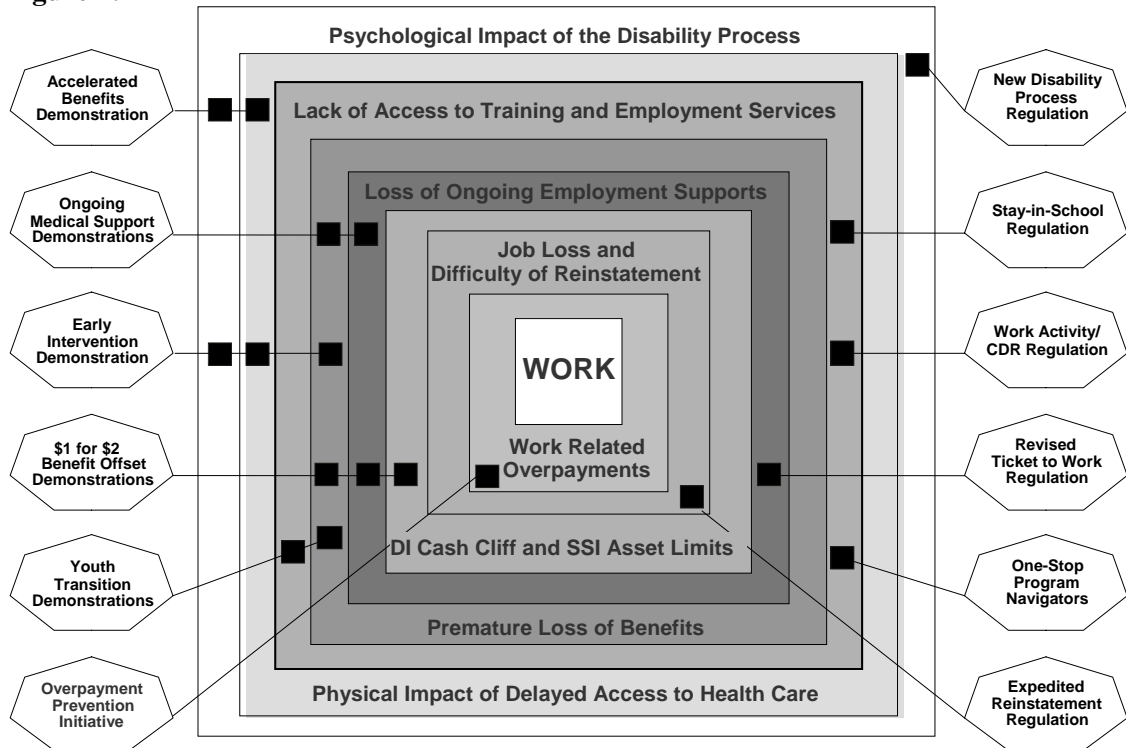 Psychological Impact of the Disability Process
Accelerated
Benefits
Demonstration
New Disability
Process
Regulation
Lack of Access to Training and Employment Services
Ongoing
Medical Support
Demonstrations
Loss of Ongoing Employment Supports
Stay-in-School
Regulation
Job Loss and
Difficulty of Reinstatement
Early
Intervention
Demonstration
WORK
Work Activity/
CDR Regulation
$1 for $2
Benefit Offset
Demonstrations
Work Related
Overpayments
Revised
Ticket to Work
Regulation
DI Cash Cliff and SSI Asset Limits
Youth
Transition
Demonstrations
One-Stop
Program
Navigators
Premature Loss of Benefits
Overpayment
Prevention
Initiative
Physical Impact of Delayed Access to Health Care
Expedited
Reinstatement
Regulation